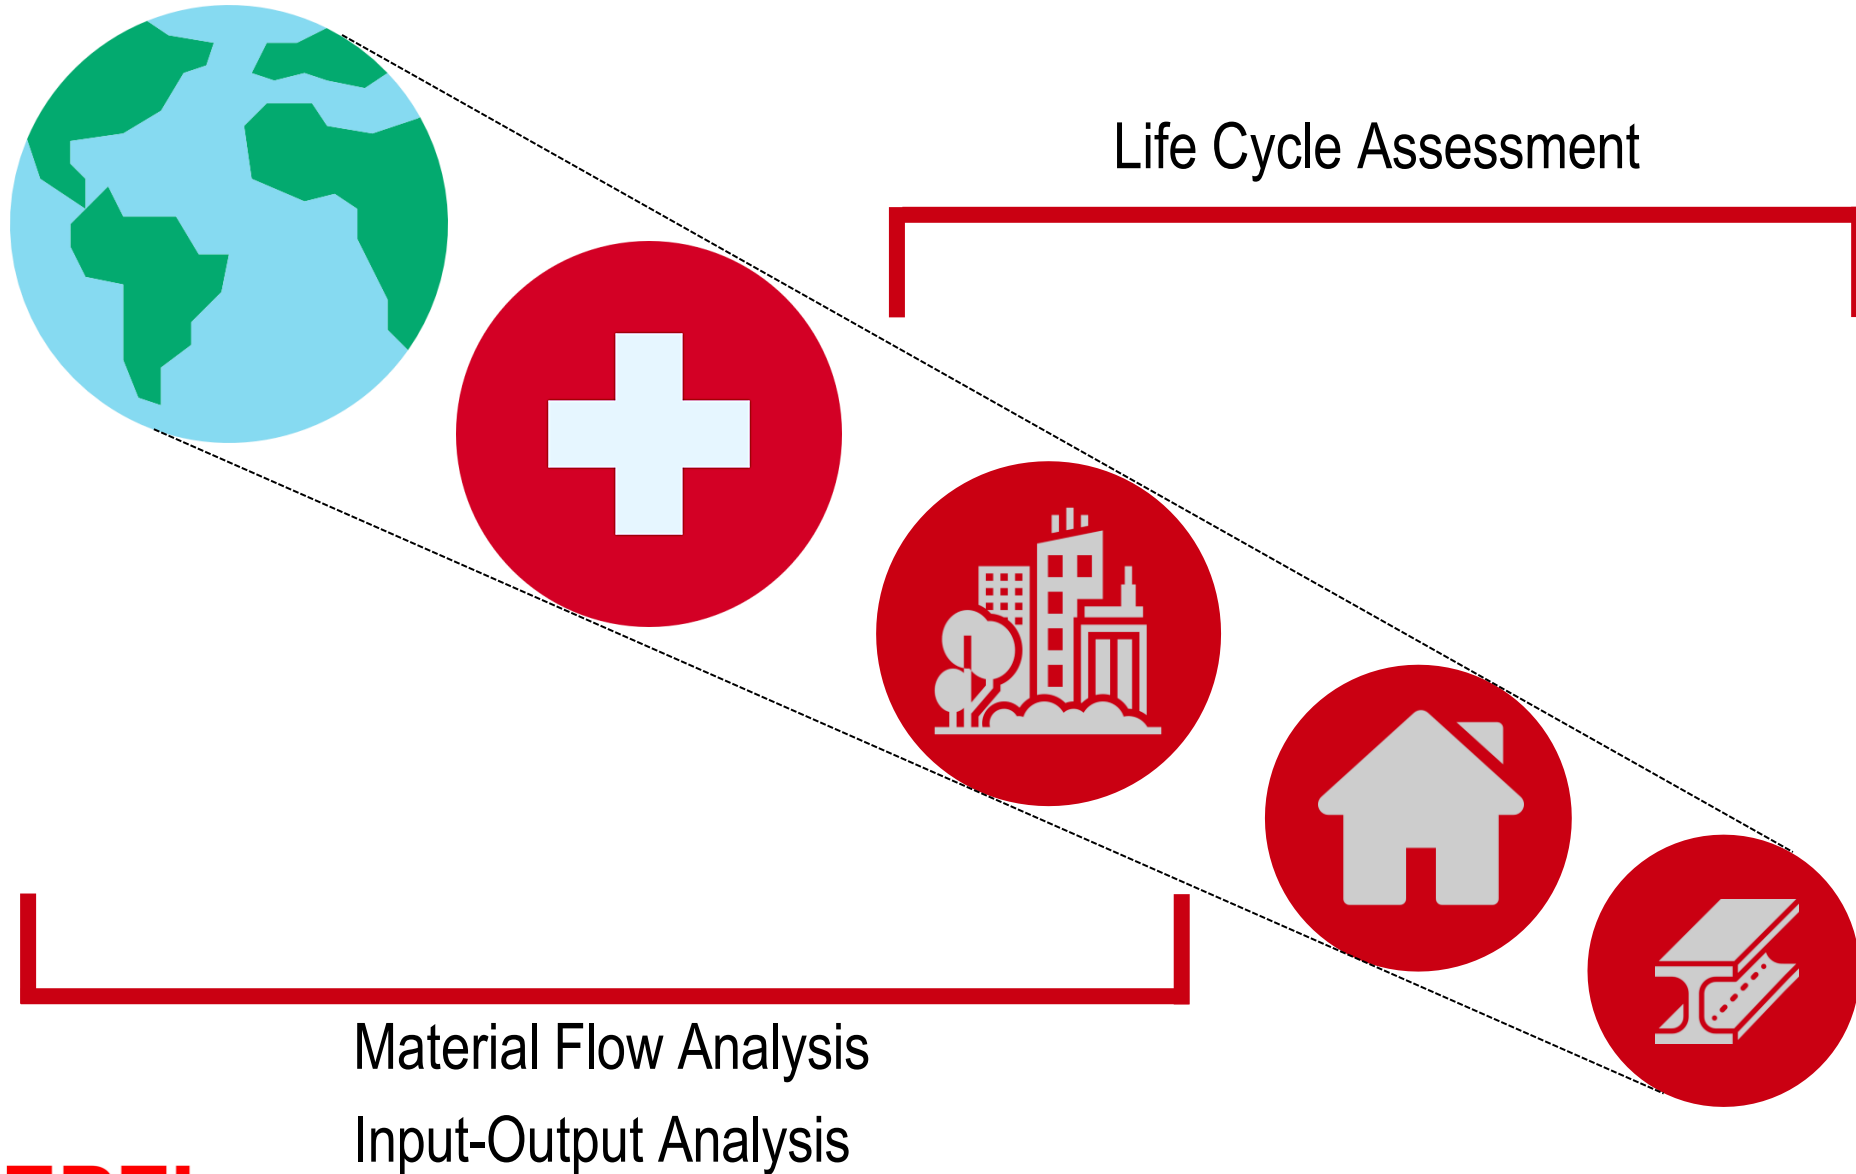 Life Cycle Assessment
Material Flow Analysis
Input-Output Analysis